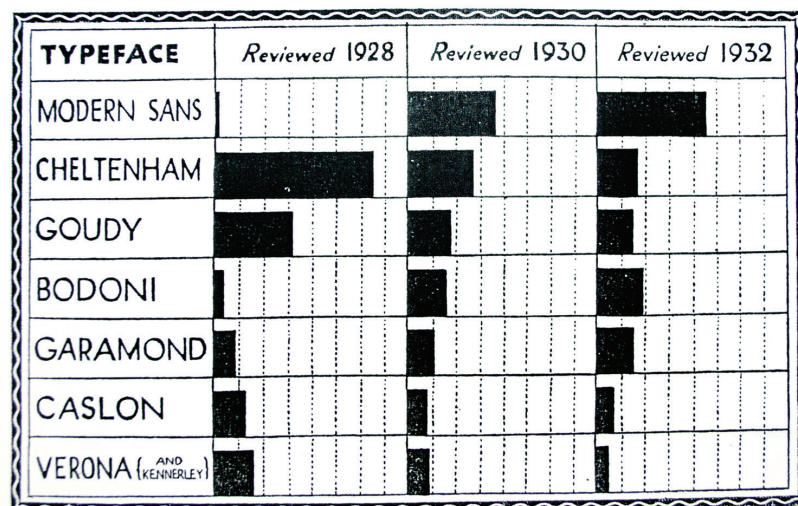 TYPEFACE Reviewed 1928 Reviewed 1930 Reviewed 1932
MODERN SANS
CHELTENHAM
GOUDY
BODONI
GARAMOND
CASLON
VERONA {AND KENNERLEY}